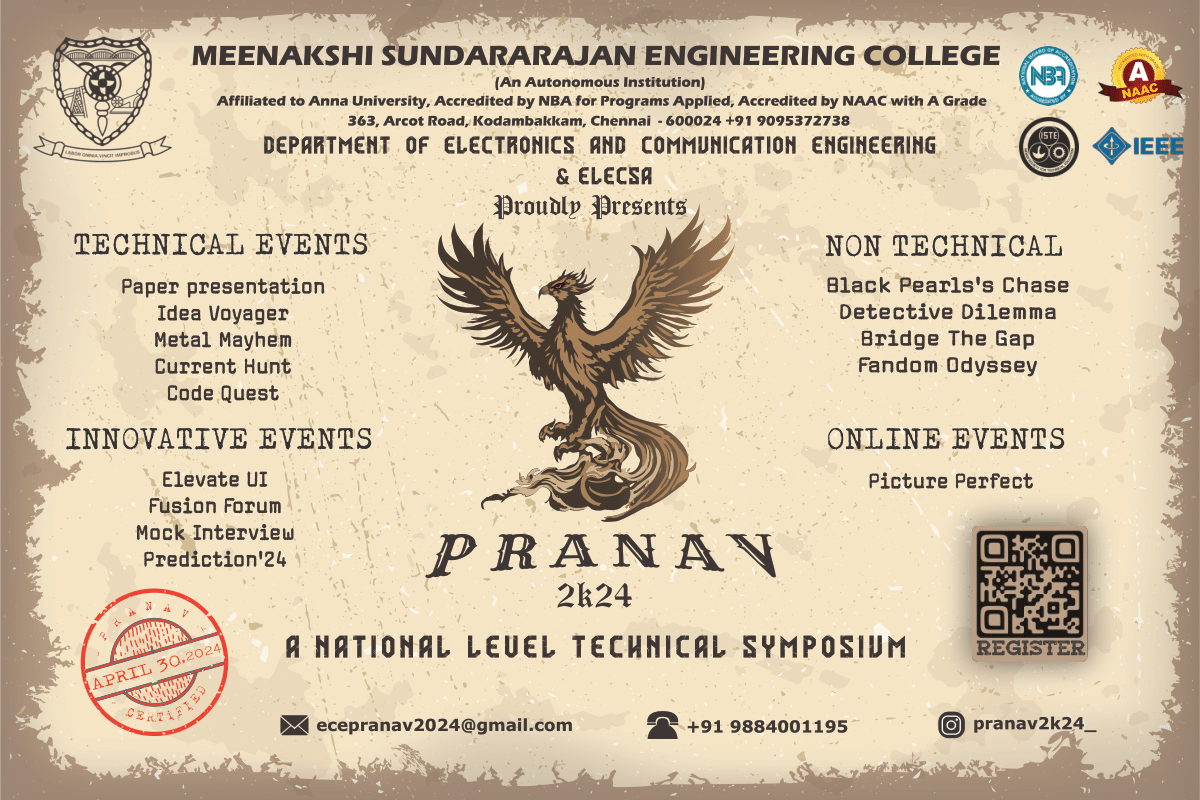 MEENAKSHI SUNDARARAJAN ENGINEERING COLLEGE
(An Autonomous Institution)
Affiliated to Anna University, Accredited by NBA for Programs Applied, Accredited by NAAC with A Grade
363, Arcot Road, Kodambakkam, Chennai - 600024 +91 9095372738
DEPARTMENT OF ELECTRONICS AND COMMUNICATION ENGINEERING
& ELECSA
Proudly Presents
LABOR OMNIA VINCIT IMPROBUS
NBA
A
NAAC
ISTE
IEEE
TECHNICAL EVENTS
Paper presentation
Idea Voyager
Metal Mayhem
Current Hunt
Code Quest
INNOVATIVE EVENTS
Elevate UI
Fusion Forum
Mock Interview
Prediction'24
NON TECHNICAL
Black Pearls's Chase
Detective Dilemma
Bridge The Gap
Fandom Odyssey
ONLINE EVENTS
Picture Perfect
REGISTER
PRANAV
2k24
A NATIONAL LEVEL TECHNICAL SYMPOSIUM
PRANAV
APRIL 30,2024
CERTIFIED
ecepranav2024@gmail.com
+91 9884001195
pranav2k24_